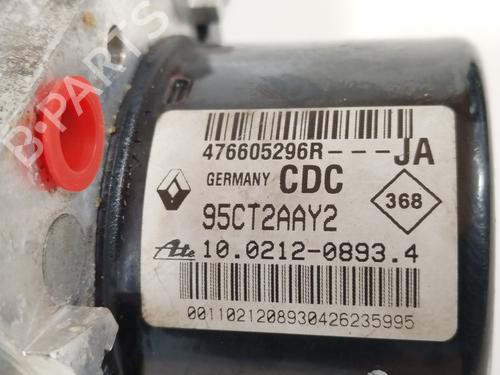 B-PARTS
476605296R---JA
GERMANY CDC
368
95CT2AAY2
Ate 10.0212-0893.4
0011021208930426235995